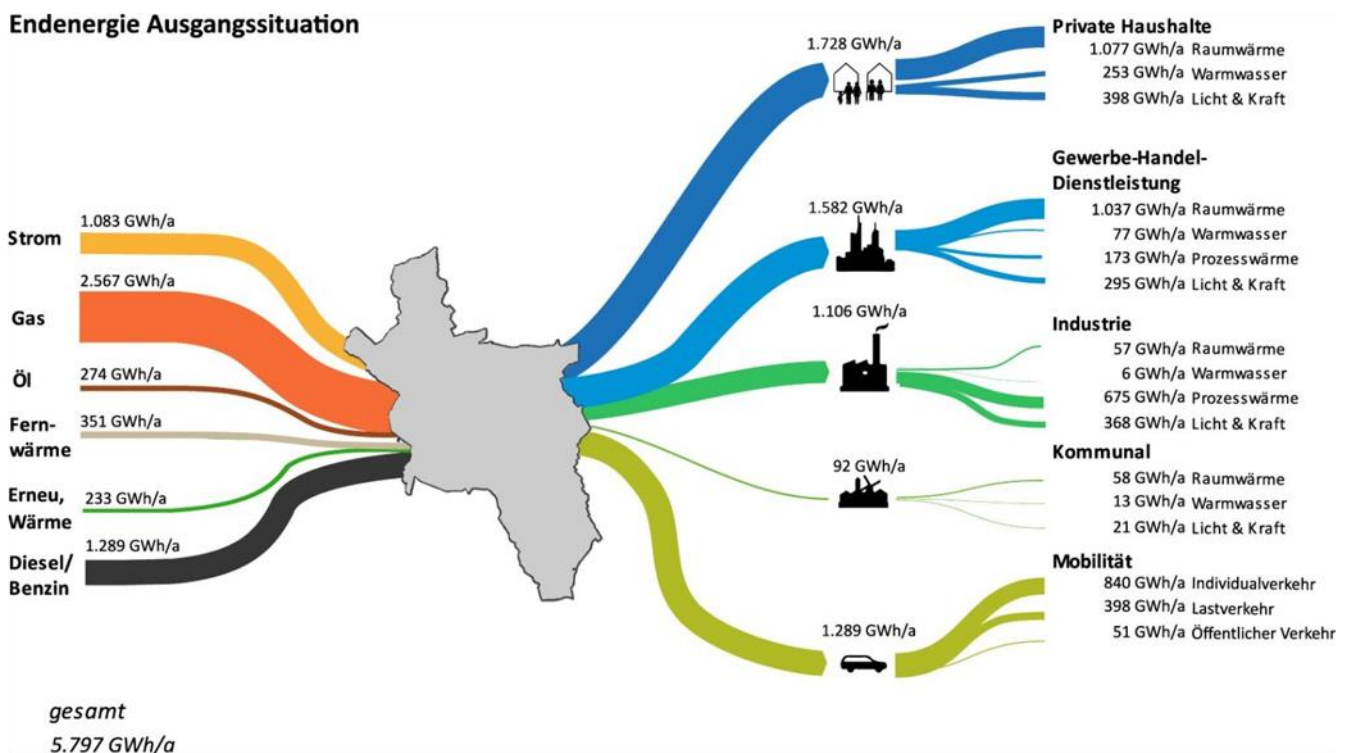 Endenergie Ausgangssituation
Strom
1.083 GWh/a
Gas
2.567 GWh/a
Öl
274 GWh/a
Fern-
wärme
351 GWh/a
Erneu,
Wärme
233 GWh/a
Diesel/
Benzin
1.289 GWh/a
gesamt
5.797 GWh/a
1.728 GWh/a
Private Haushalte
1.077 GWh/a Raumwärme
253 GWh/a Warmwasser
398 GWh/a Licht & Kraft
1.582 GWh/a
Gewerbe-Handel-
Dienstleistung
1.037 GWh/a Raumwärme
77 GWh/a Warmwasser
173 GWh/a Prozesswärme
295 GWh/a Licht & Kraft
1.106 GWh/a
Industrie
57 GWh/a Raumwärme
6 GWh/a Warmwasser
675 GWh/a Prozesswärme
368 GWh/a Licht & Kraft
92 GWh/a
Kommunal
58 GWh/a Raumwärme
13 GWh/a Warmwasser
21 GWh/a Licht & Kraft
1.289 GWh/a
Mobilität
840 GWh/a Individualverkehr
398 GWh/a Lastverkehr
51 GWh/a Öffentlicher Verkehr